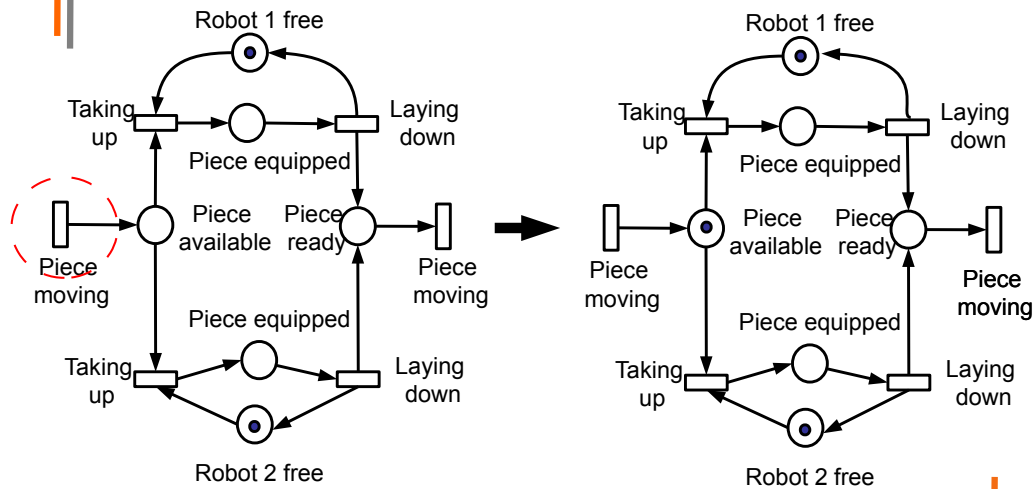 Robot 1 free
Taking
up
Laying
down
Piece equipped
Piece
available
Piece
ready
Piece
moving
Piece
moving
Piece equipped
Taking
up
Laying
down
Robot 2 free
Robot 1 free
Taking
up
Laying
down
Piece equipped
Piece
available
Piece
ready
Piece
moving
Piece
moving
Piece equipped
Taking
up
Laying
down
Robot 2 free